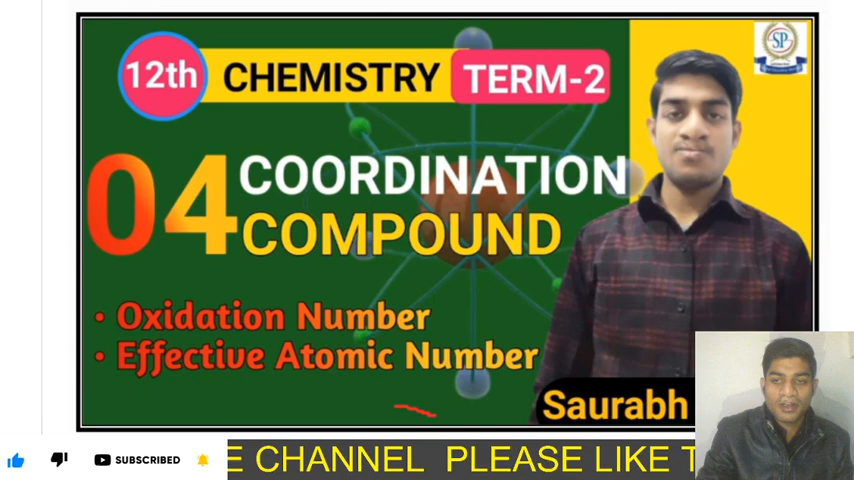 SP
12th CHEMISTRY TERM-2
04 COORDINATION
COMPOUND
• Oxidation Number
• Effective Atomic Number
Saurabh
SUBSCRIBED
E CHANNEL PLEASE LIKE T